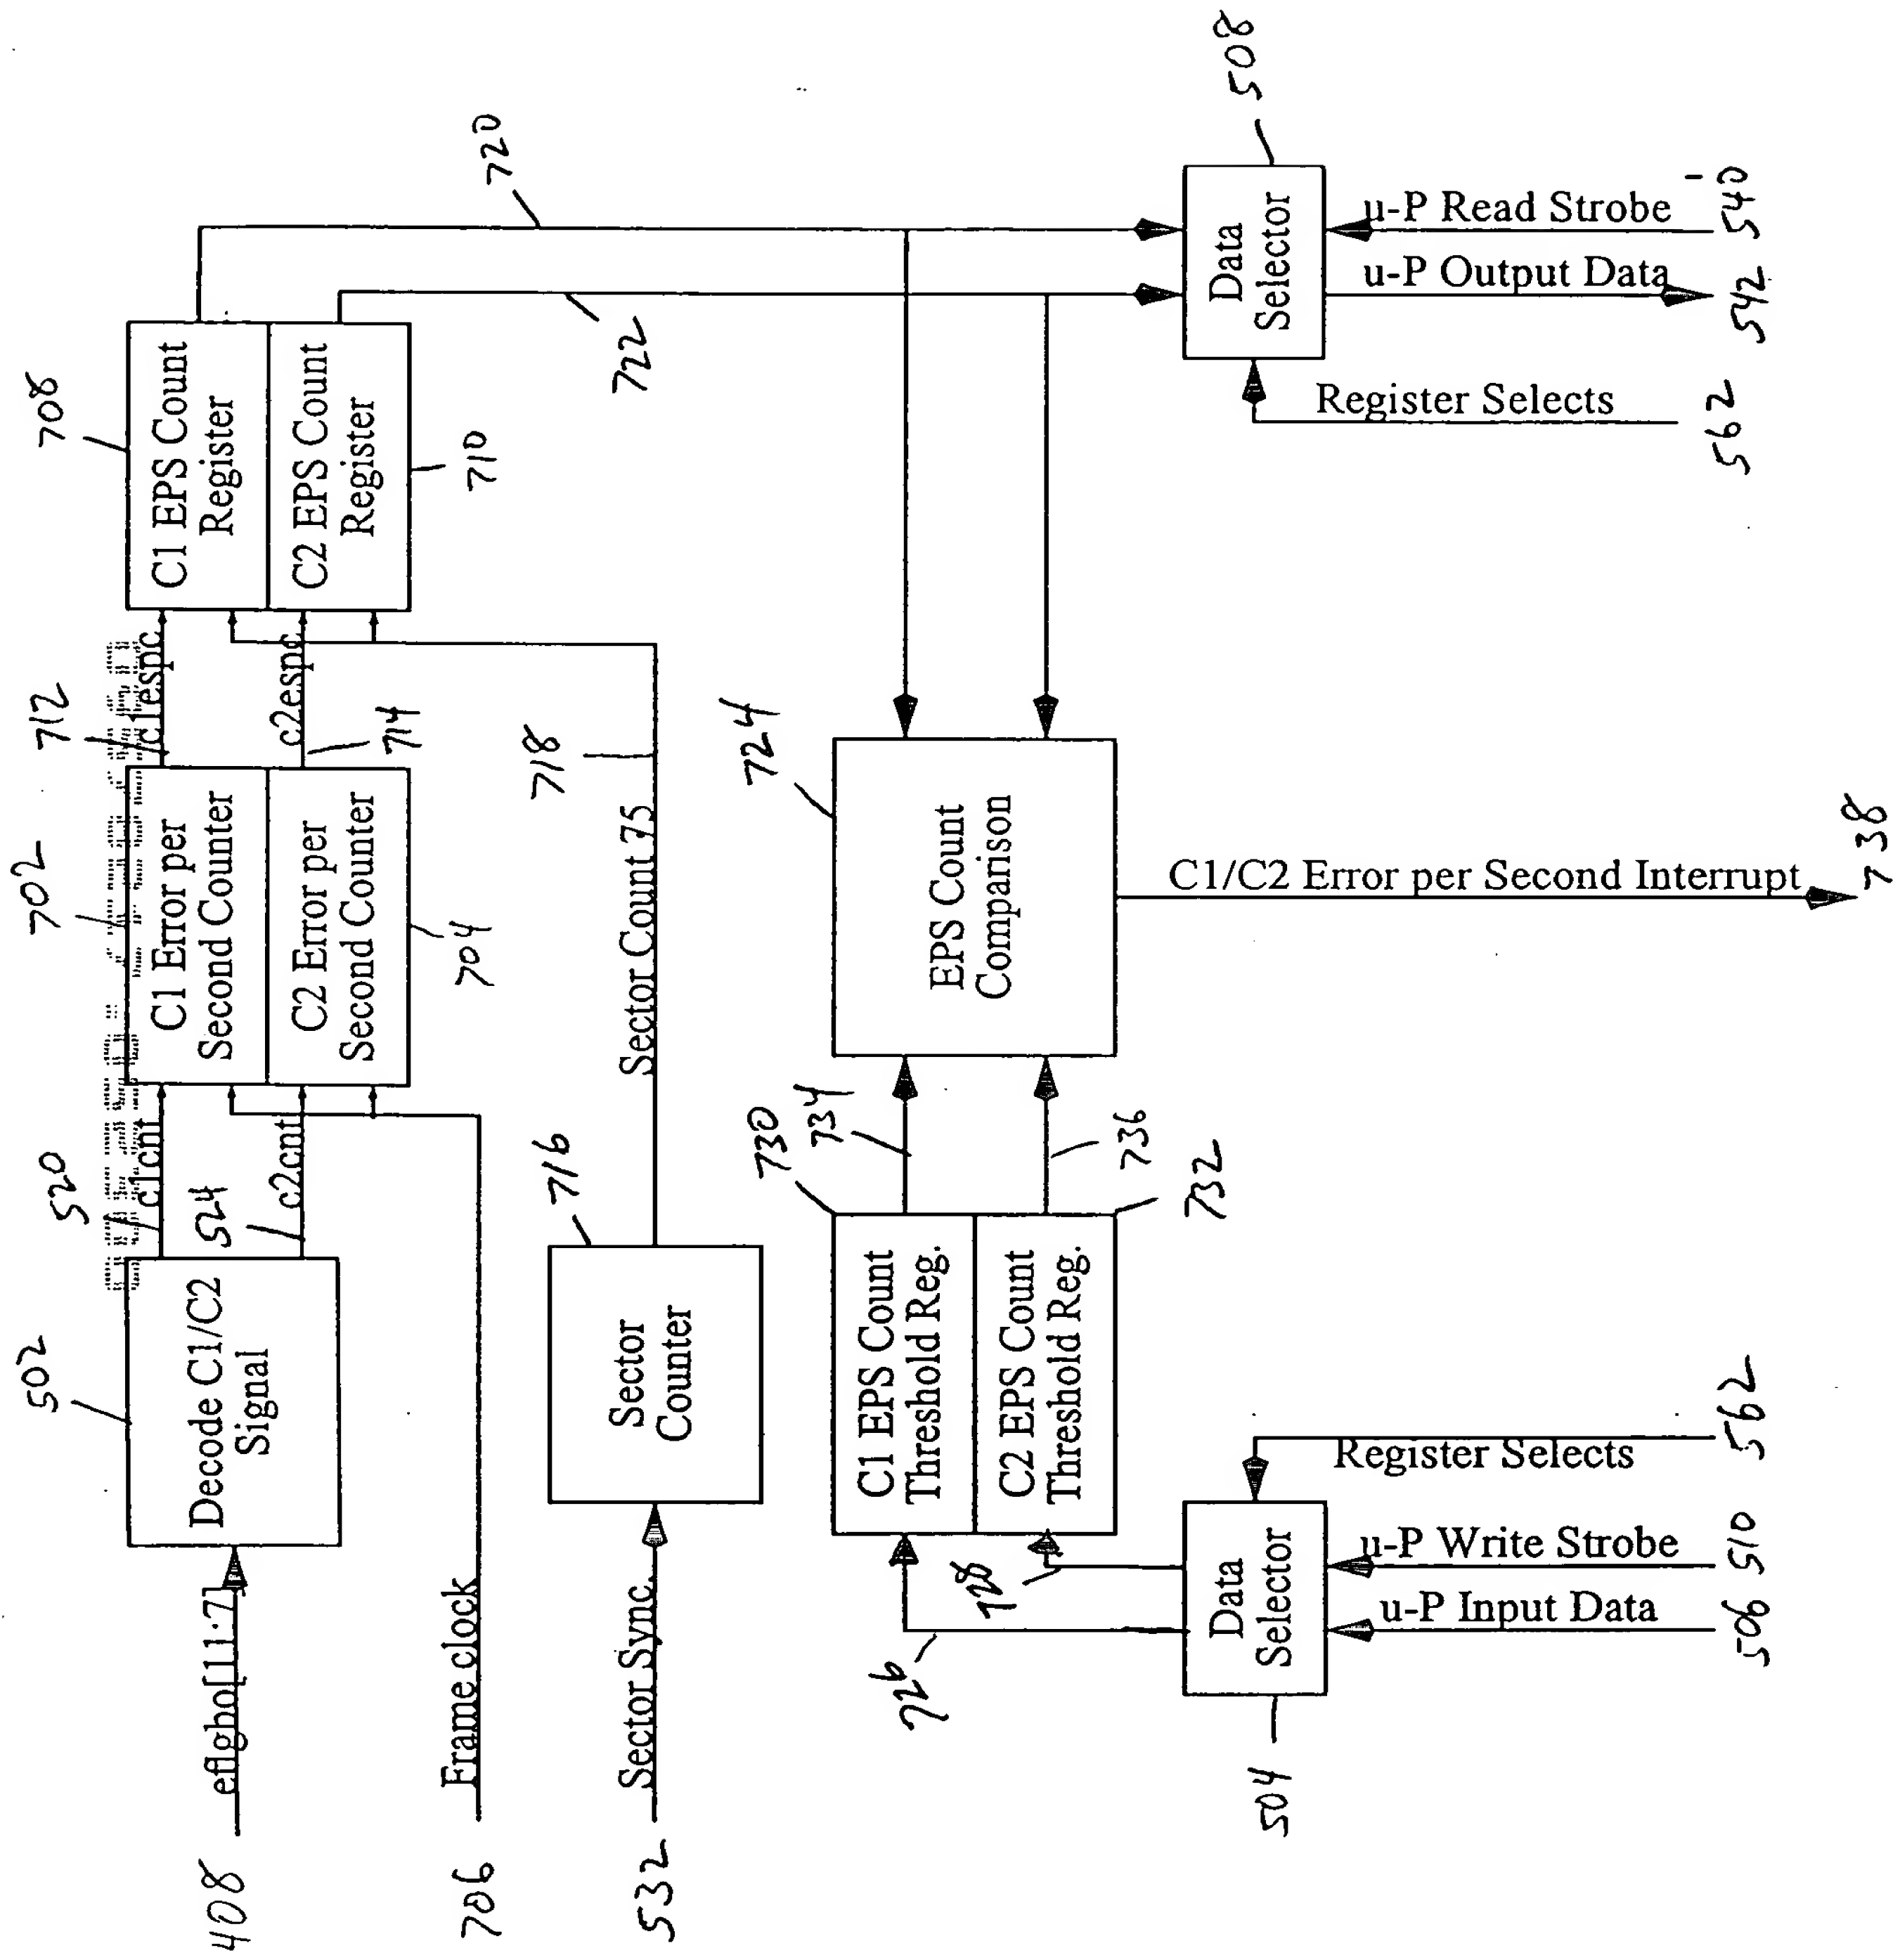 502
Decode C1/C2
Signal
408
eflgbo[11:7]
520
c1cnt
524
c2cnt
702
C1 Error per
Second Counter
C2 Error per
Second Counter
704
712
c1espc
c2espc
714
708
C1 EPS Count
Register
C2 EPS Count
Register
710
720
722
706
Frame clock
532
Sector Sync
Sector
Counter
716
Sector Count 75
718
730
734
C1 EPS Count
Threshold Reg.
C2 EPS Count
Threshold Reg.
736
732
724
EPS Count
Comparison
C1/C2 Error per Second Interrupt
738
726
728
504
Data
Selector
Register Selects
562
u-P Write Strobe
510
u-P Input Data
506
508
Data
Selector
u-P Read Strobe
540
u-P Output Data
542
Register Selects
562